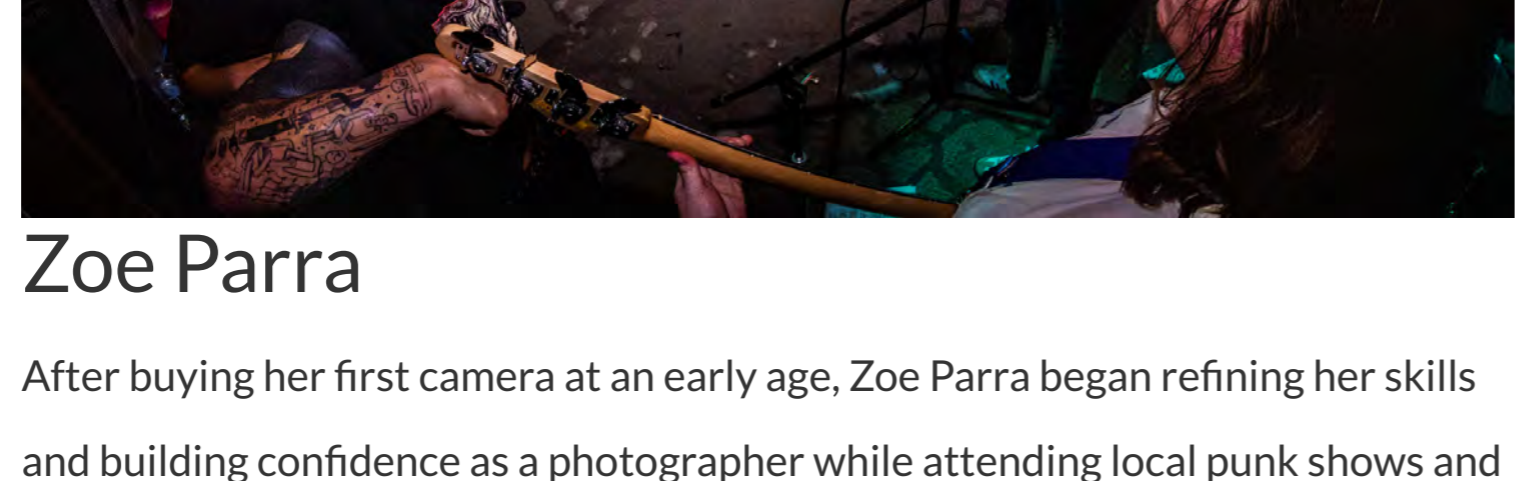 Zoe Parra
After buying her first camera at an early age, Zoe Parra began refining her skills
and building confidence as a photographer while attending local punk shows and